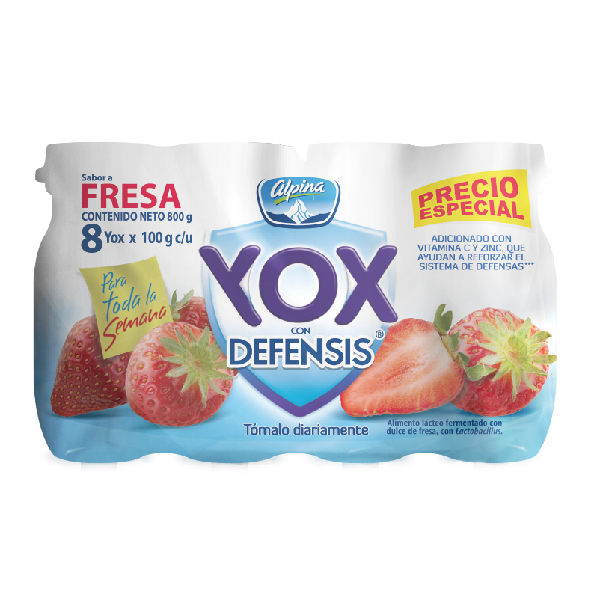 Sabor a
FRESA
CONTENIDO NETO 800 g
8 Yox x 100 g c/u
Para
toda la
Semana
Alpina
YOX
CON
DEFENSIS®
Tómalo diariamente
PRECIO
ESPECIAL
ADICIONADO CON
VITAMINA C Y ZINC, QUE
AYUDAN A REFORZAR EL
SISTEMA DE DEFENSAS***
Alimento lácteo fermentado con
dulce de fresa, con Lactobacillus.